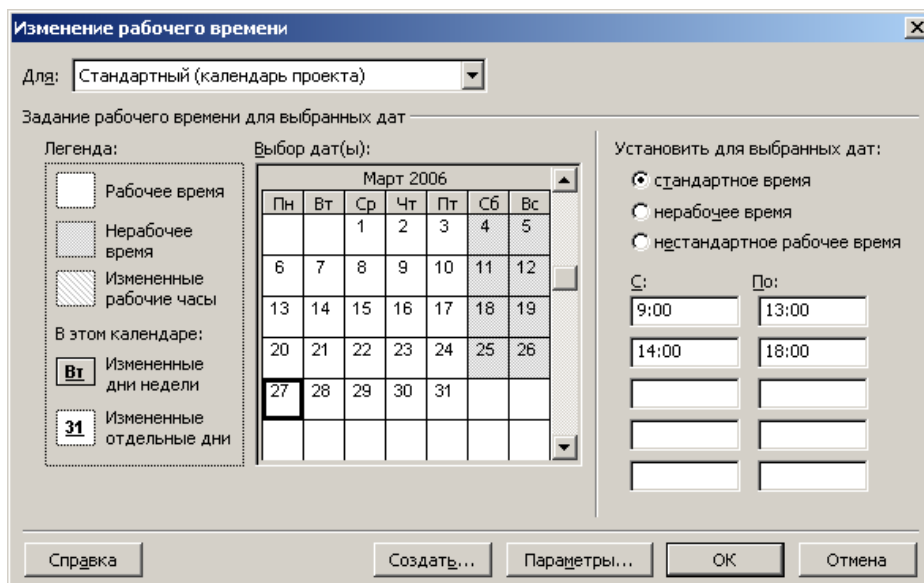 Изменение рабочего времени
Для: Стандартный (календарь проекта)
Задание рабочего времени для выбранных дат
Легенда:
Рабочее время
Нерабочее
время
Измененные
рабочие часы
В этом календаре:
Вт Измененные
дни недели
31 Измененные
отдельные дни
Выбор дат(ы):
Март 2006
Пн Вт Ср Чт Пт Сб Вс
1 2 3 4 5
6 7 8 9 10 11 12
13 14 15 16 17 18 19
20 21 22 23 24 25 26
27 28 29 30 31
Установить для выбранных дат:
стандартное время
нерабочее время
нестандартное рабочее время
С: По:
9:00 13:00
14:00 18:00
Справка Создать... Параметры... ОК Отмена